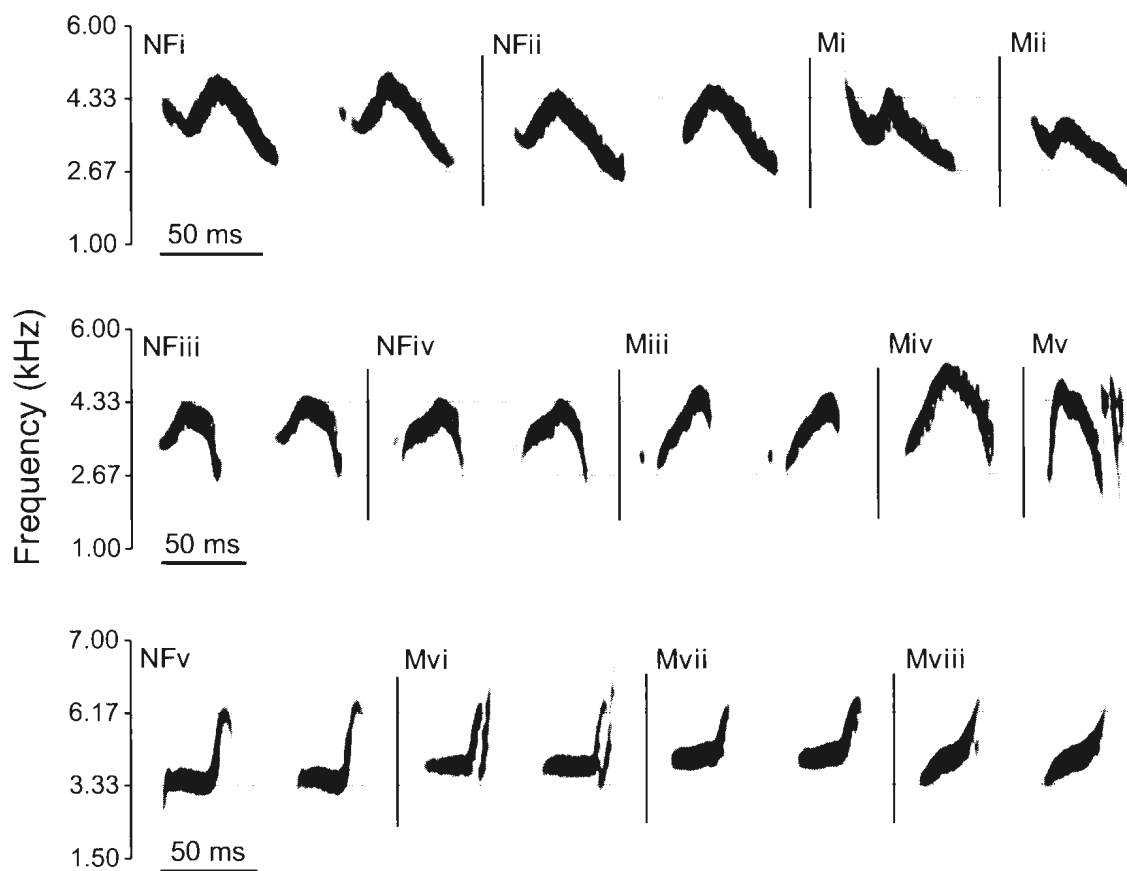 6.00
NFi NFii Mi Mii
4.33
2.67
1.00
50 ms
Frequency (kHz)
6.00
NFiii NFiv Miii Miv Mv
4.33
2.67
1.00
50 ms
7.00
NFv Mvi Mvii Mviii
6.17
3.33
1.50
50 ms